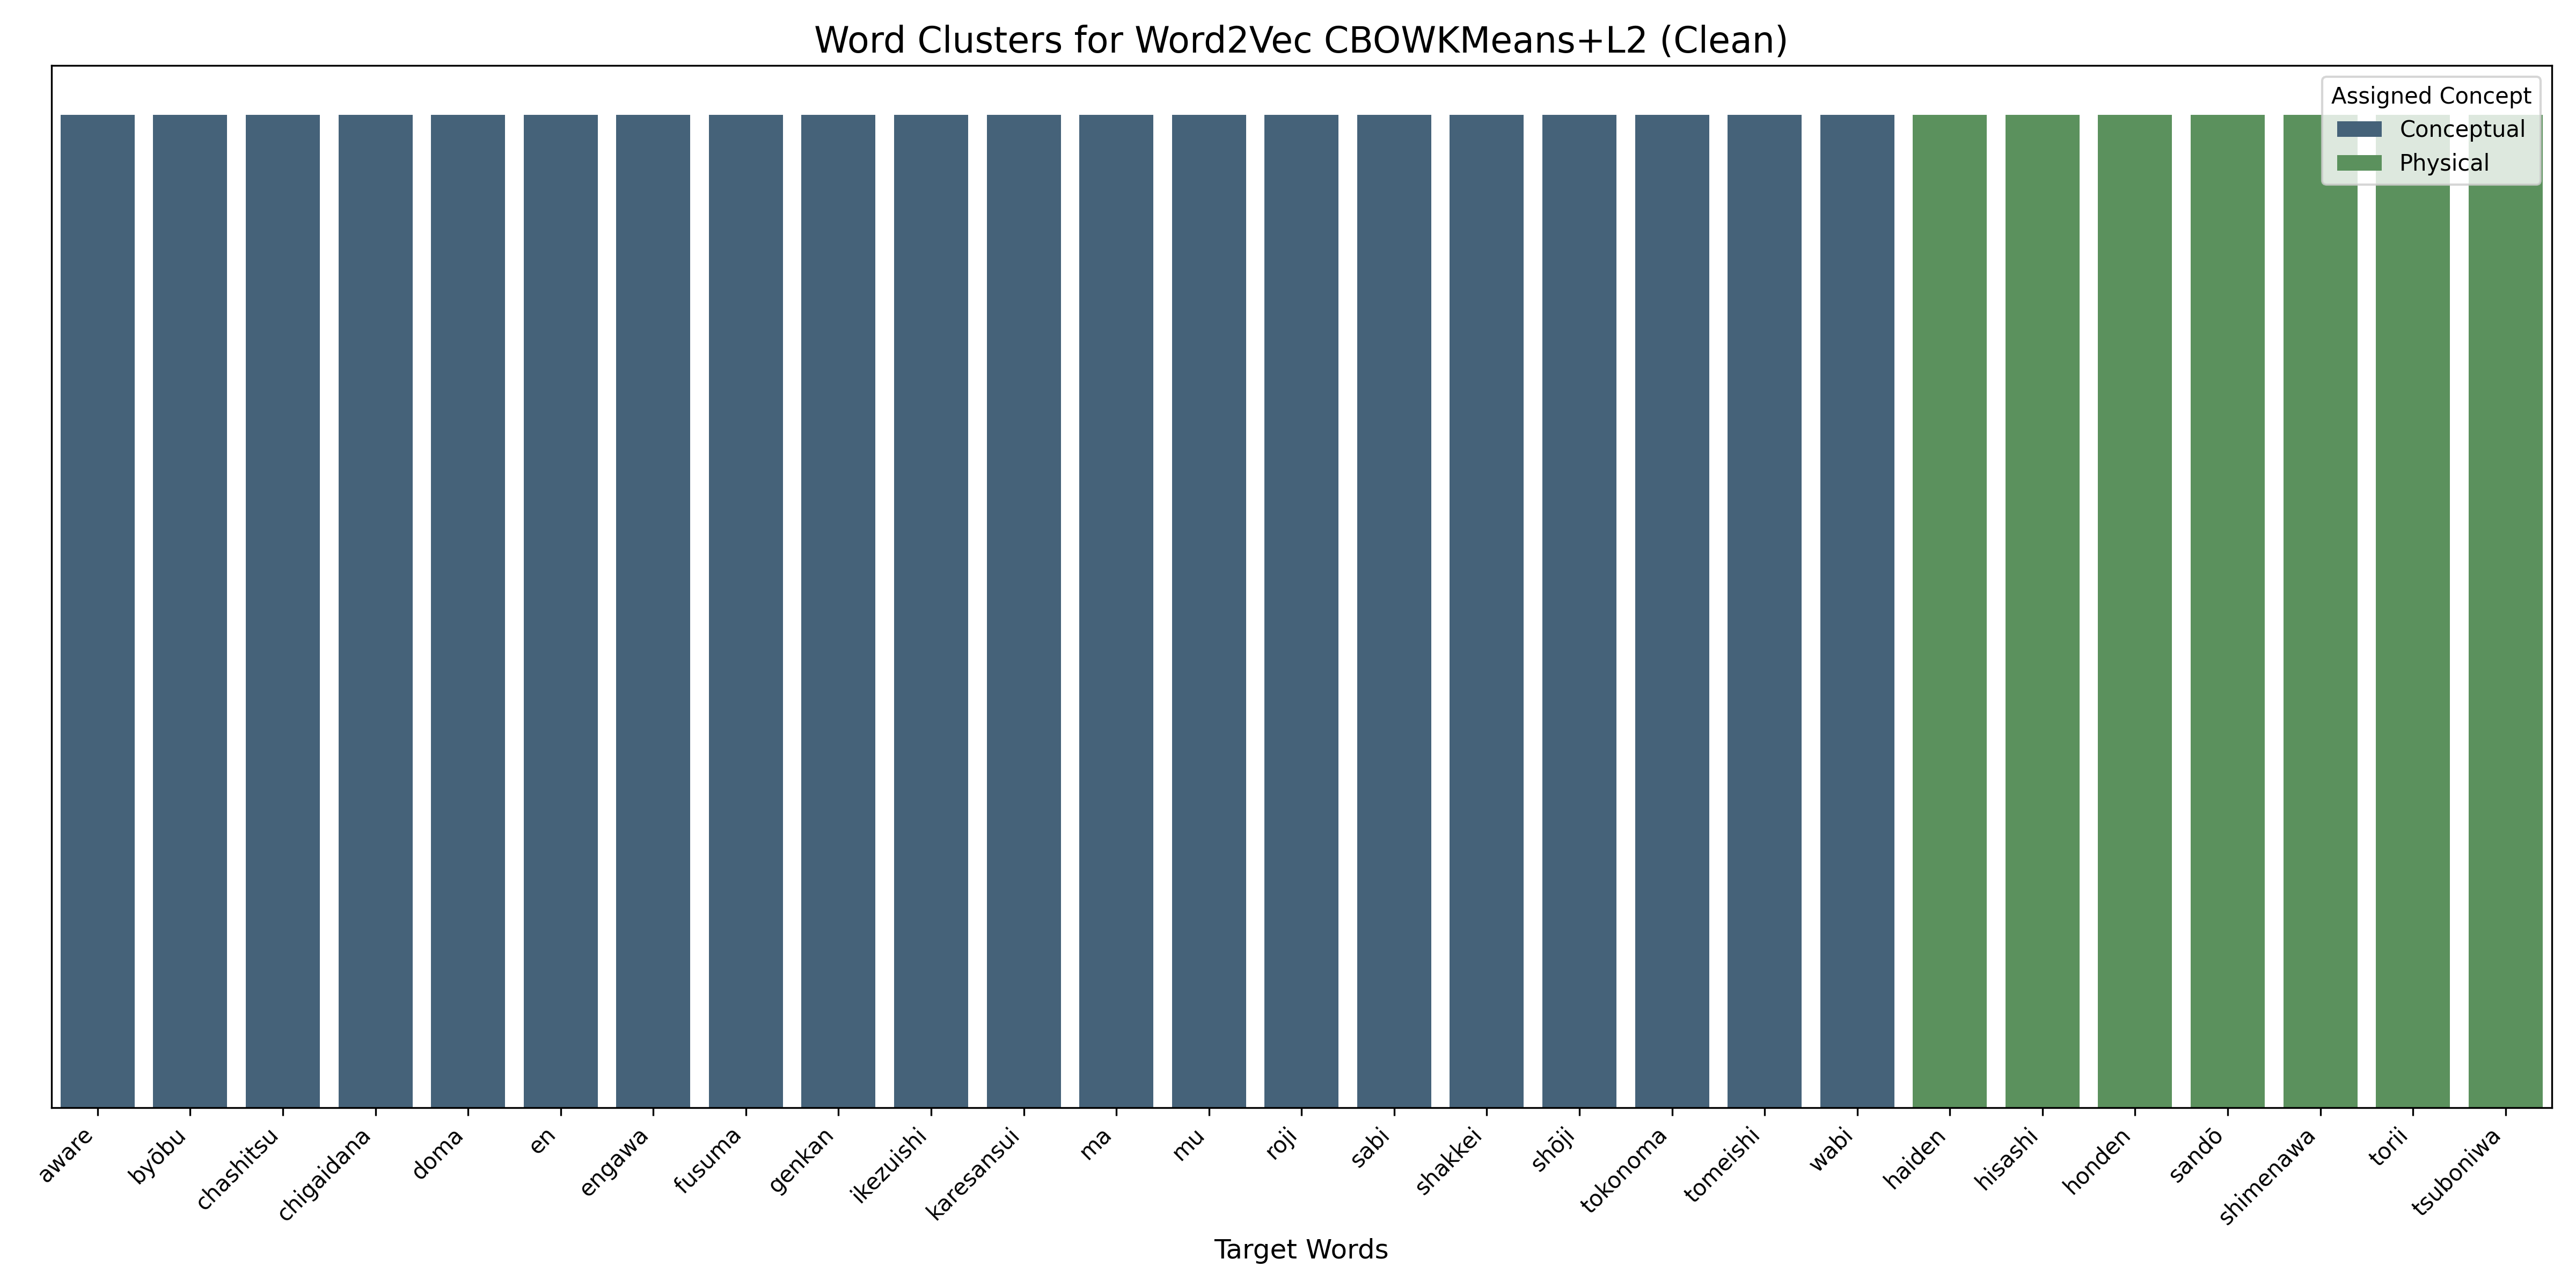 Word Clusters for Word2Vec CBOWKMeans+L2 (Clean)
Assigned Concept
Conceptual
Physical
aware
byōbu
chashitsu
chigaidana
doma
en
engawa
fusuma
genkan
ikezuishi
karesansui
ma
mu
roji
sabi
shakkei
shōji
tokonoma
tomeishi
wabi
haiden
hisashi
honden
sandō
shimenawa
torii
tsuboniwa
Target Words